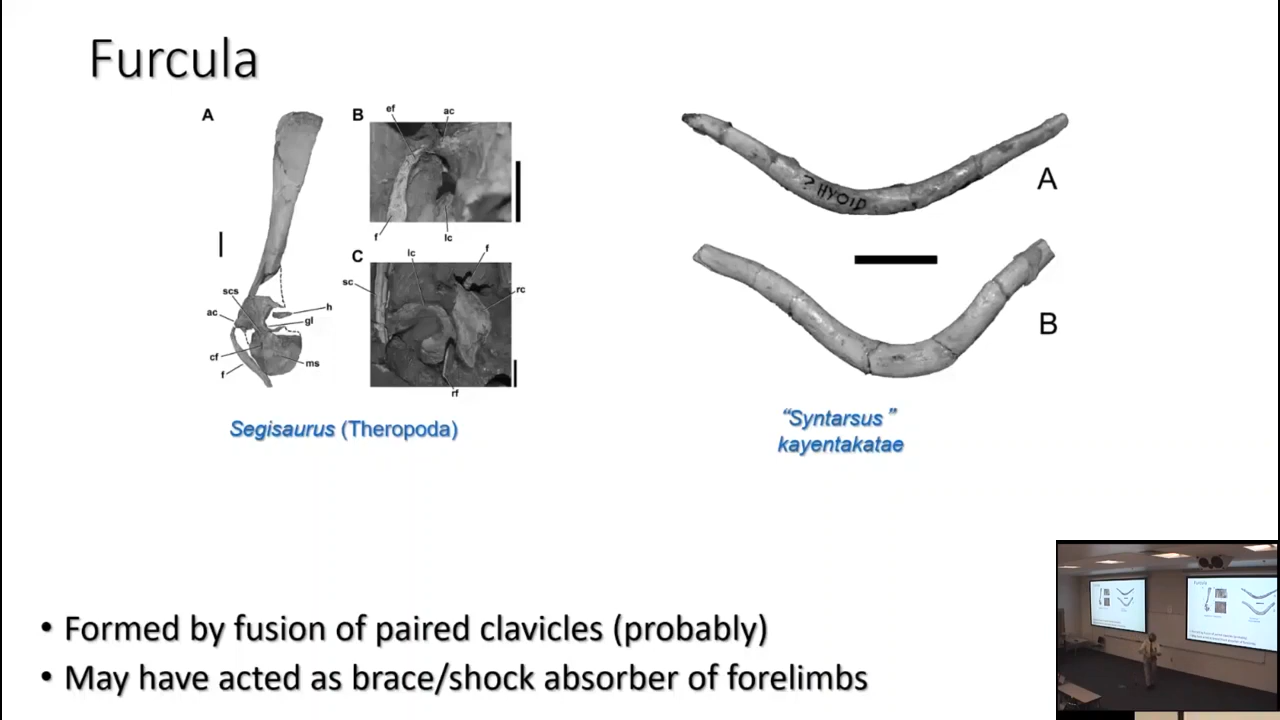 Furcula
A
B
ef
ac
f
lc
C
lc
f
sc
rc
rf
scs
ac
h
gl
cf
ms
f
Segisaurus (Theropoda)
? HYOID
A
B
“Syntarsus”
kayentakatae
• Formed by fusion of paired clavicles (probably)
• May have acted as brace/shock absorber of forelimbs
Furcula